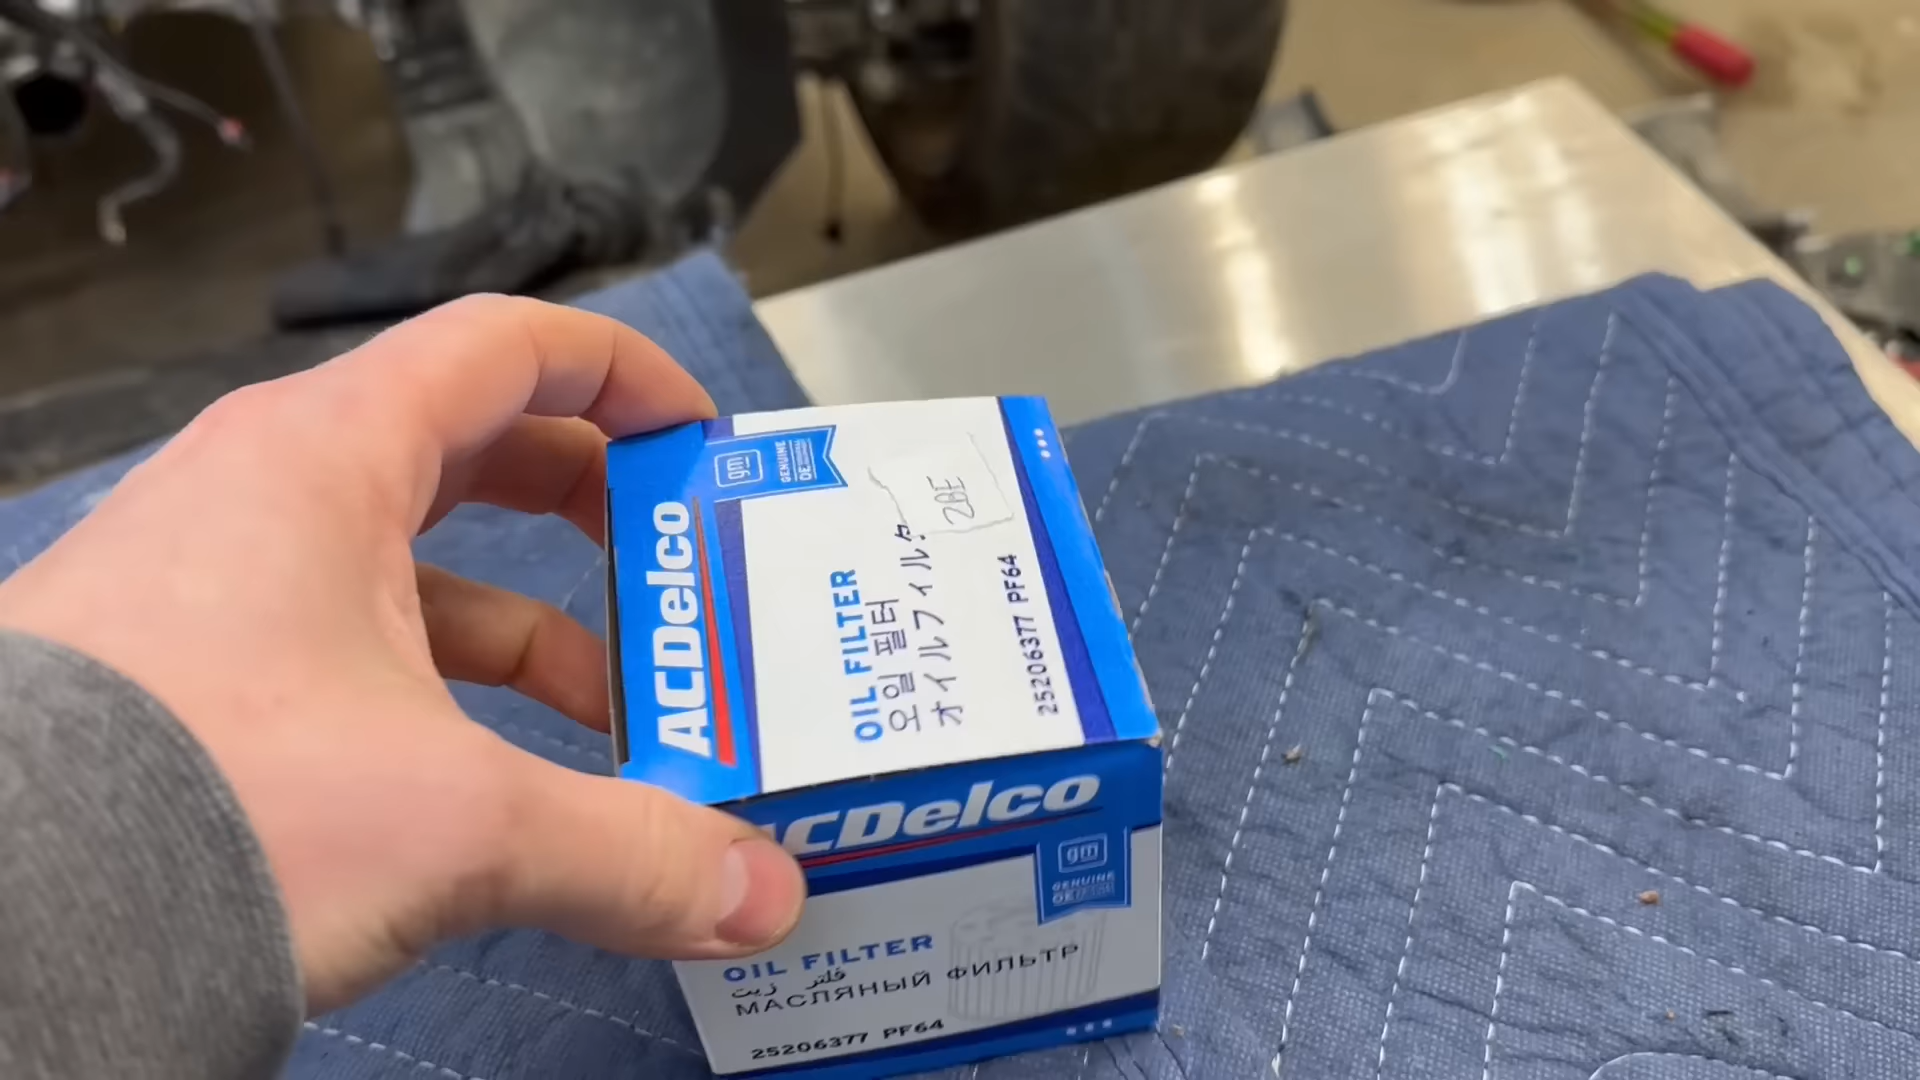 ACDelco
gm
GENUINE
OE
OIL FILTER
오일 필터
オイルフィルタ
25206377 PF64
2BE
ACDelco
gm
GENUINE
OE
OIL FILTER
فلتر زيت
МАСЛЯНЫЙ ФИЛЬТР
25206377 PF64